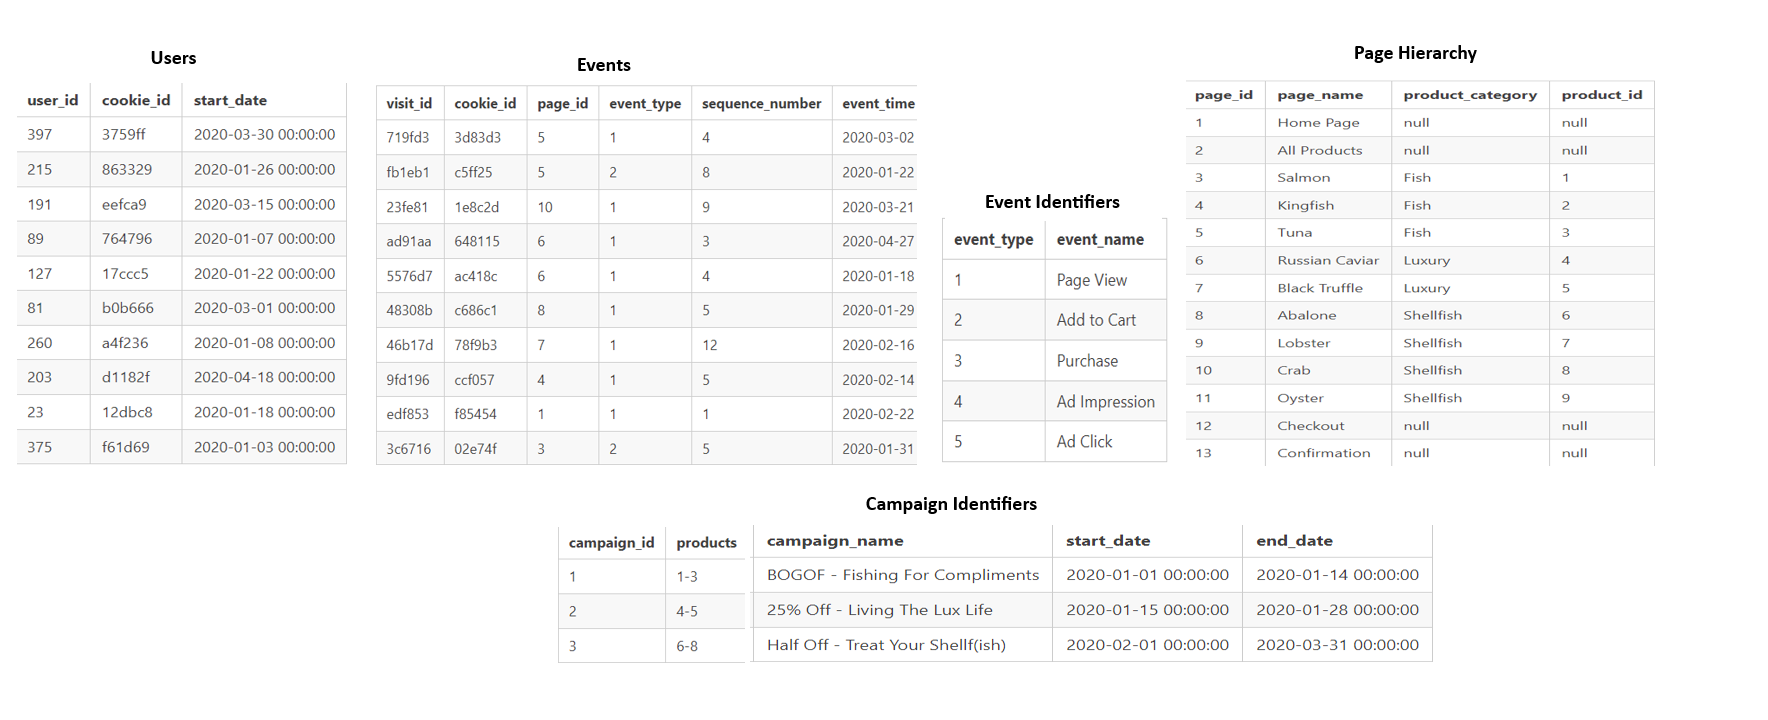 Users
user_id cookie_id start_date
397 3759ff 2020-03-30 00:00:00
215 863329 2020-01-26 00:00:00
191 eefca9 2020-03-15 00:00:00
89 764796 2020-01-07 00:00:00
127 17ccc5 2020-01-22 00:00:00
81 b0b666 2020-03-01 00:00:00
260 a4f236 2020-01-08 00:00:00
203 d1182f 2020-04-18 00:00:00
23 12dbc8 2020-01-18 00:00:00
375 f61d69 2020-01-03 00:00:00
Events
visit_id cookie_id page_id event_type sequence_number event_time
719fd3 3d83d3 5 1 4 2020-03-02
fb1eb1 c5ff25 5 2 8 2020-01-22
23fe81 1e8c2d 10 1 9 2020-03-21
ad91aa 648115 6 1 3 2020-04-27
5576d7 ac418c 6 1 4 2020-01-18
48308b c686c1 8 1 5 2020-01-29
46b17d 78f9b3 7 1 12 2020-02-16
9fd196 ccf057 4 1 5 2020-02-14
edf853 f85454 1 1 1 2020-02-22
3c6716 02e74f 3 2 5 2020-01-31
Event Identifiers
event_type event_name
1 Page View
2 Add to Cart
3 Purchase
4 Ad Impression
5 Ad Click
Page Hierarchy
page_id page_name product_category product_id
1 Home Page null null
2 All Products null null
3 Salmon Fish 1
4 Kingfish Fish 2
5 Tuna Fish 3
6 Russian Caviar Luxury 4
7 Black Truffle Luxury 5
8 Abalone Shellfish 6
9 Lobster Shellfish 7
10 Crab Shellfish 8
11 Oyster Shellfish 9
12 Checkout null null
13 Confirmation null null
Campaign Identifiers
campaign_id products campaign_name start_date end_date
1 1-3 BOGOF - Fishing For Compliments 2020-01-01 00:00:00 2020-01-14 00:00:00
2 4-5 25% Off - Living The Lux Life 2020-01-15 00:00:00 2020-01-28 00:00:00
3 6-8 Half Off - Treat Your Shellf(ish) 2020-02-01 00:00:00 2020-03-31 00:00:00